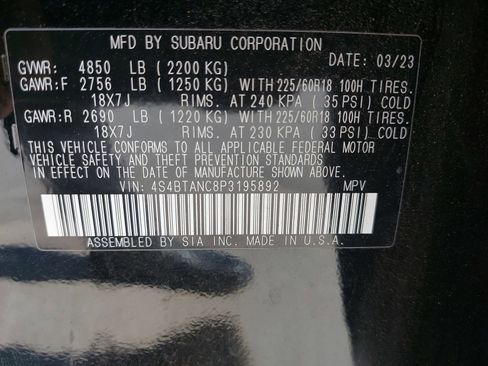 MFD BY SUBARU CORPORATION
GVWR: 4850 LB (2200 KG) DATE: 03/23
GAWR:F 2756 LB (1250 KG) WITH 225/60R18 100H TIRES.
18X7J RIMS. AT 240 KPA (35 PSI) COLD
GAWR:R 2690 LB (1220 KG) WITH 225/60R18 100H TIRES.
18X7J RIMS. AT 230 KPA (33 PSI) COLD
THIS VEHICLE CONFORMS TO ALL APPLICABLE FEDERAL MOTOR
VEHICLE SAFETY AND THEFT PREVENTION STANDARDS
IN EFFECT ON THE DATE OF MANUFACTURE SHOWN ABOVE.
VIN: 4S4BTANC8P3195892 MPV
ASSEMBLED BY SIA INC. MADE IN U.S.A.